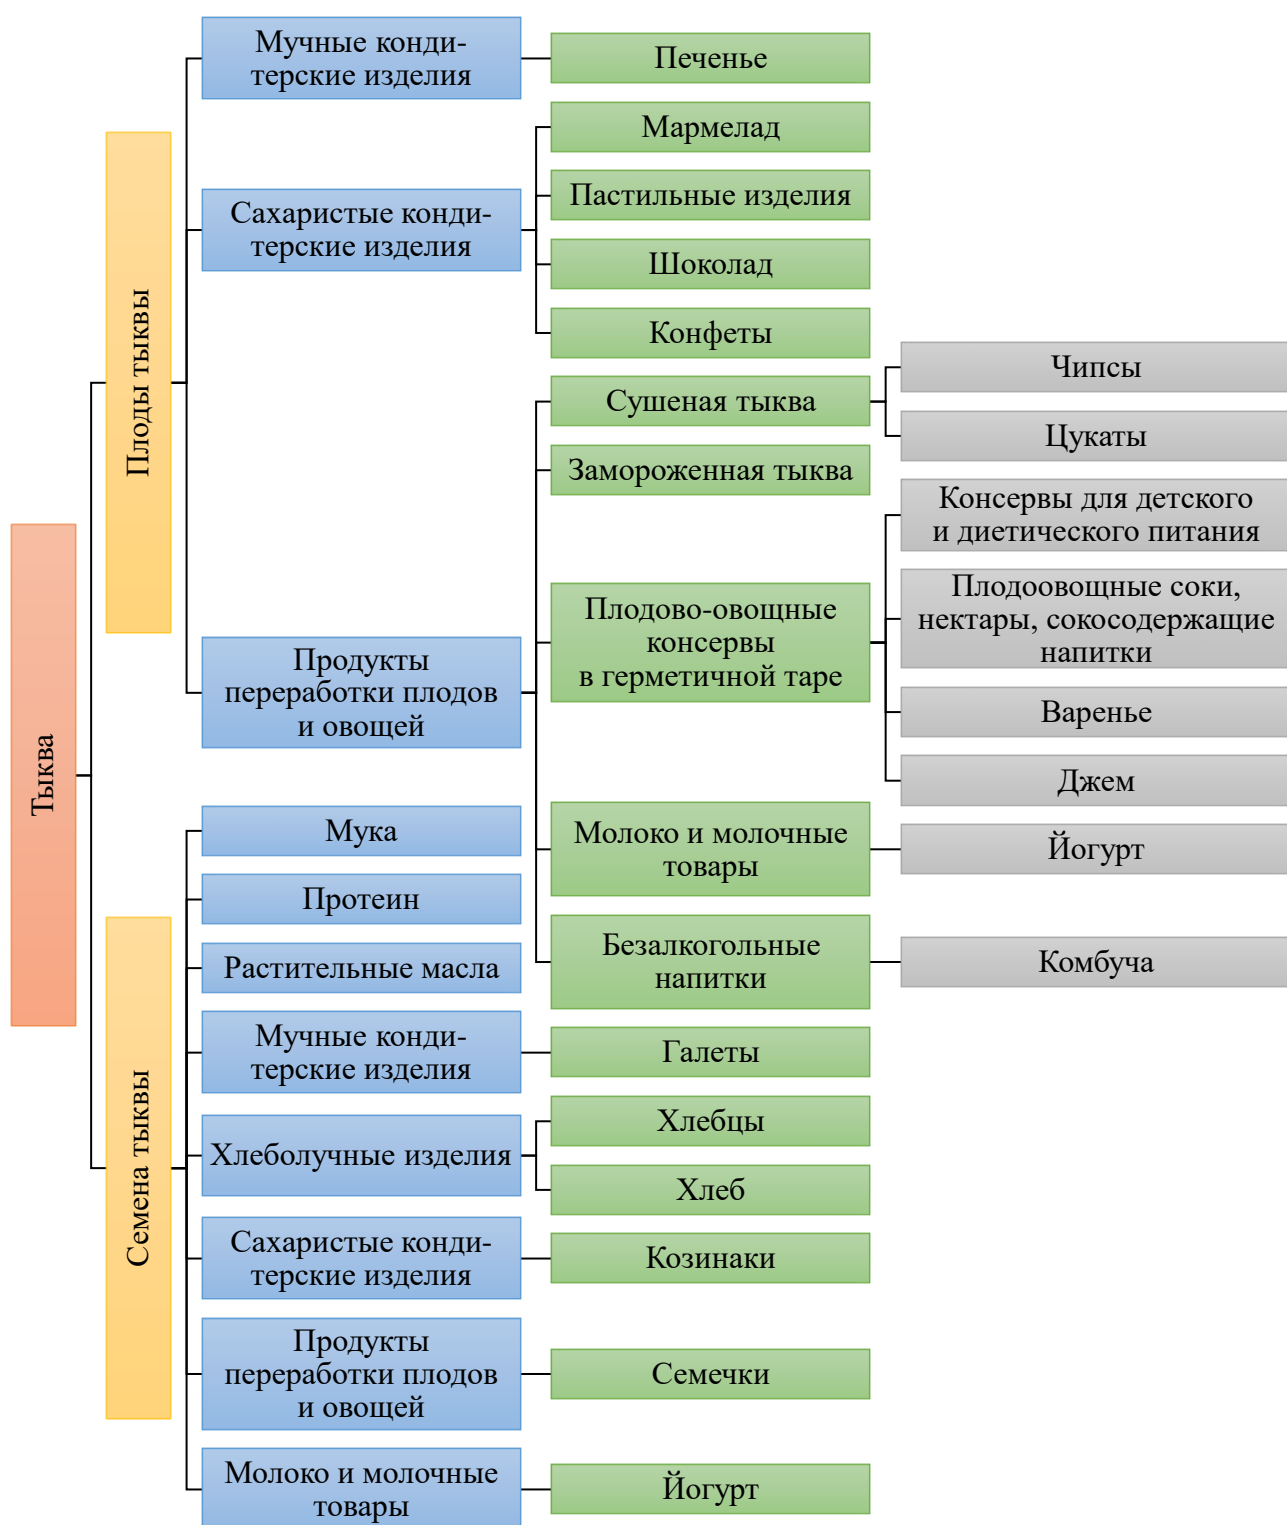 Тыква
Плоды тыквы
Мучные конди-
терские изделия
Печенье
Сахаристые конди-
терские изделия
Мармелад
Пастильные изделия
Шоколад
Конфеты
Продукты
переработки плодов
и овощей
Сушеная тыква
Чипсы
Цукаты
Замороженная тыква
Плодово-овощные
консервы
в герметичной таре
Консервы для детского
и диетического питания
Плодоовощные соки,
нектары, сокосодержащие
напитки
Варенье
Джем
Молоко и молочные
товары
Йогурт
Безалкогольные
напитки
Комбуча
Семена тыквы
Мука
Протеин
Растительные масла
Мучные конди-
терские изделия
Галеты
Хлеболучные изделия
Хлебцы
Хлеб
Сахаристые конди-
терские изделия
Козинаки
Продукты
переработки плодов
и овощей
Семечки
Молоко и молочные
товары
Йогурт